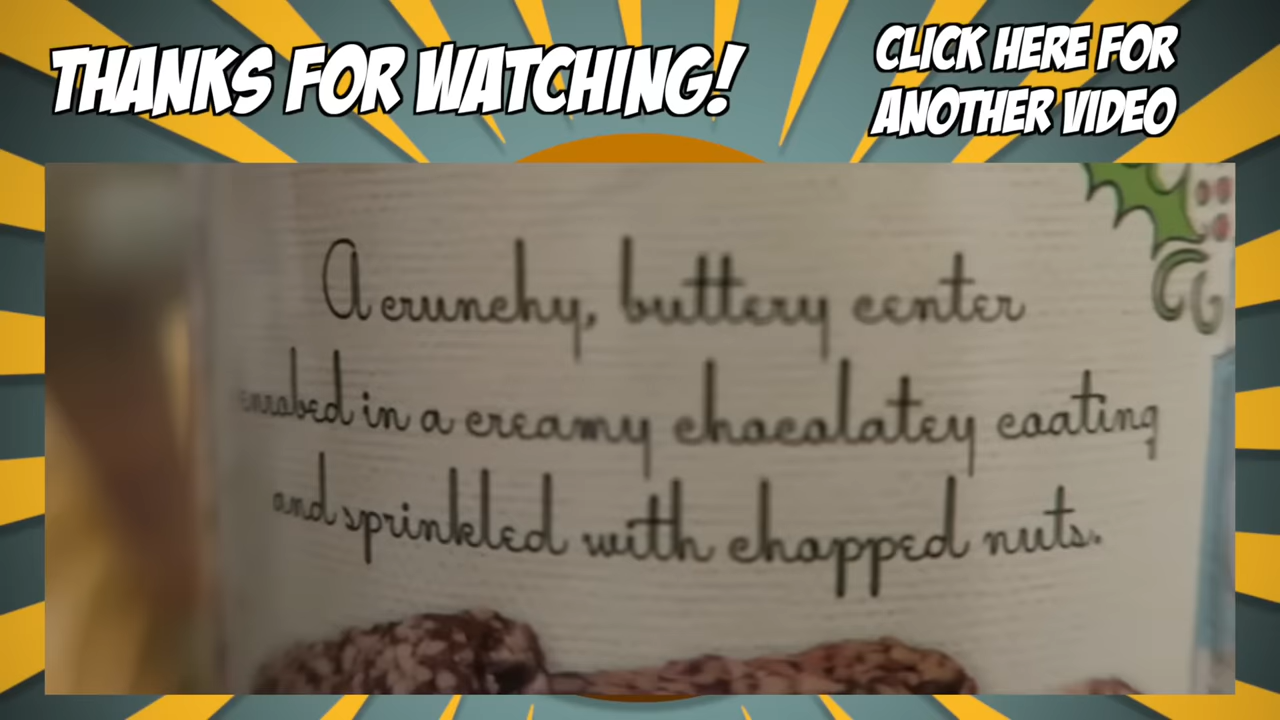 THANKS FOR WATCHING!
CLICK HERE FOR
ANOTHER VIDEO
A crunchy, buttery center
enrobed in a creamy chocolatey coating
and sprinkled with chopped nuts.